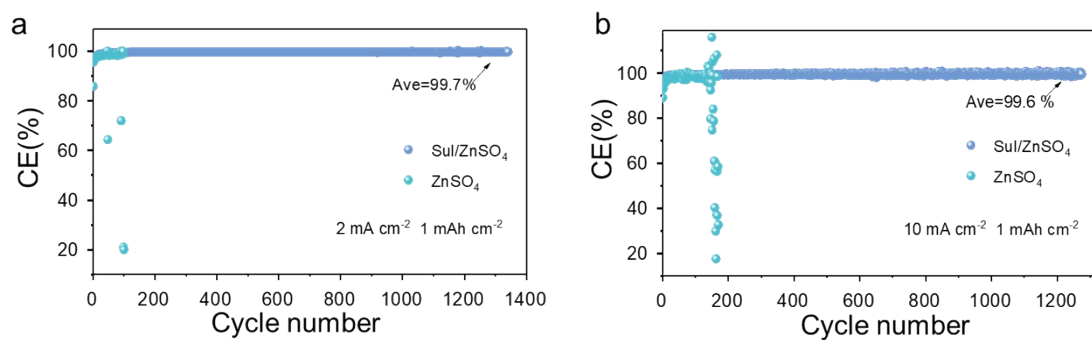 a
100
80
60
40
20
CE(%)
Ave=99.7%
Sul/ZnSO₄
ZnSO₄
2 mA cm⁻² 1 mAh cm⁻²
0 200 400 600 800 1000 1200 1400
Cycle number
b
100
80
60
40
20
CE(%)
Ave=99.6 %
Sul/ZnSO₄
ZnSO₄
10 mA cm⁻² 1 mAh cm⁻²
0 200 400 600 800 1000 1200
Cycle number